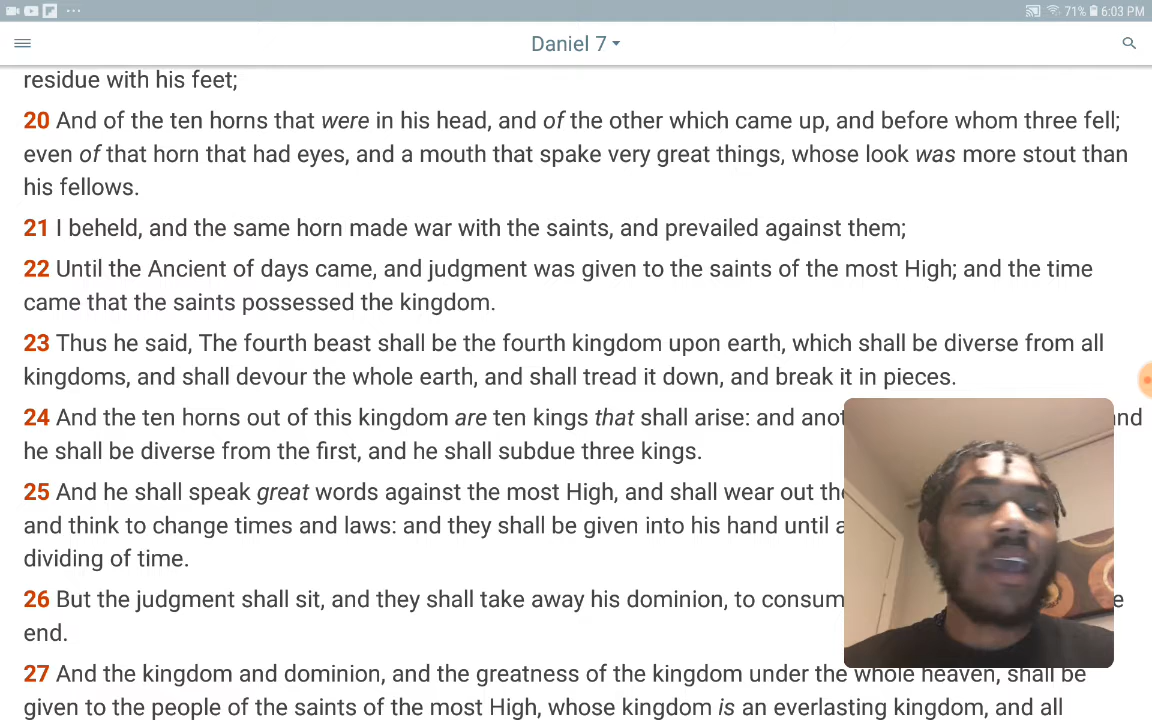 71% 6:03 PM
Daniel 7
residue with his feet;
20 And of the ten horns that were in his head, and of the other which came up, and before whom three fell;
even of that horn that had eyes, and a mouth that spake very great things, whose look was more stout than
his fellows.
21 I beheld, and the same horn made war with the saints, and prevailed against them;
22 Until the Ancient of days came, and judgment was given to the saints of the most High; and the time
came that the saints possessed the kingdom.
23 Thus he said, The fourth beast shall be the fourth kingdom upon earth, which shall be diverse from all
kingdoms, and shall devour the whole earth, and shall tread it down, and break it in pieces.
24 And the ten horns out of this kingdom are ten kings that shall arise: and
he shall be diverse from the first, and he shall subdue three kings.
25 And he shall speak great words against the most High, and shall wear out
and think to change times and laws: and they shall be given into his hand until
dividing of time.
26 But the judgment shall sit, and they shall take away his dominion, to
end.
27 And the kingdom and dominion, and the greatness of the kingdom under the whole heaven, shall be
given to the people of the saints of the most High, whose kingdom is an everlasting kingdom, and all